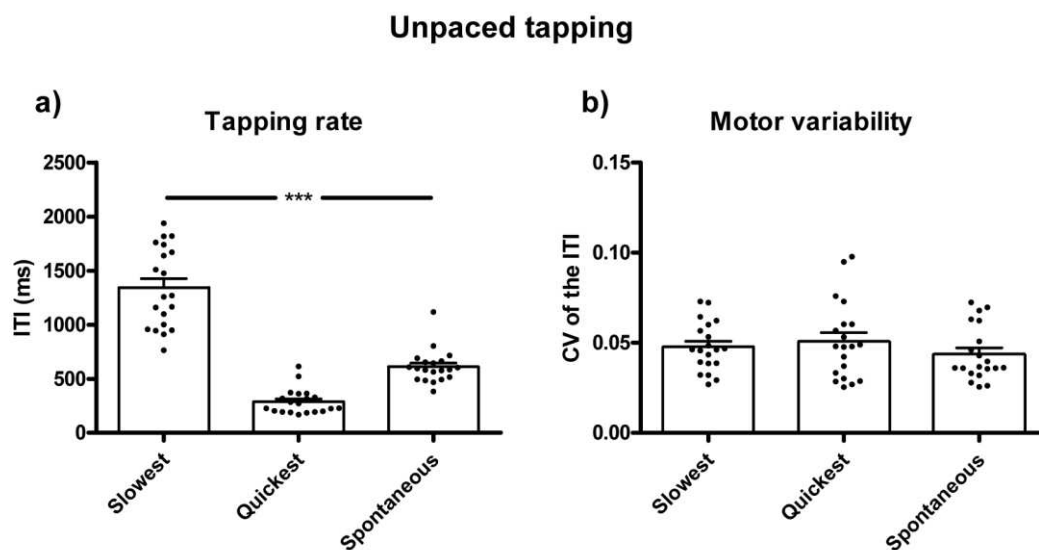 Unpaced tapping
a)
Tapping rate
ITI (ms)
2500
2000
1500
1000
500
0
***
Slowest
Quickest
Spontaneous
b)
Motor variability
CV of the ITI
0.15
0.10
0.05
0.00
Slowest
Quickest
Spontaneous